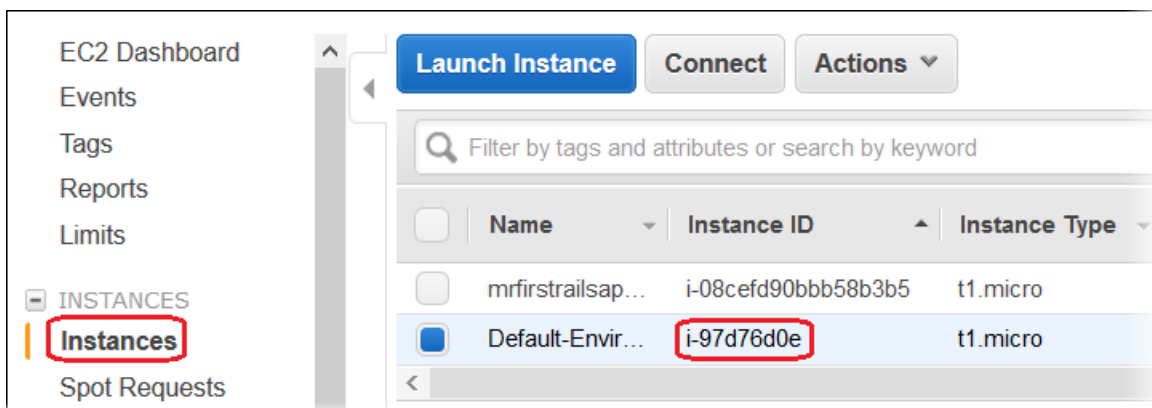 EC2 Dashboard
Events
Tags
Reports
Limits
INSTANCES
Instances
Spot Requests
Launch Instance Connect Actions
Filter by tags and attributes or search by keyword
Name Instance ID Instance Type
mrfirstrailsap... i-08cefd90bbb58b3b5 t1.micro
Default-Envir... i-97d76d0e t1.micro